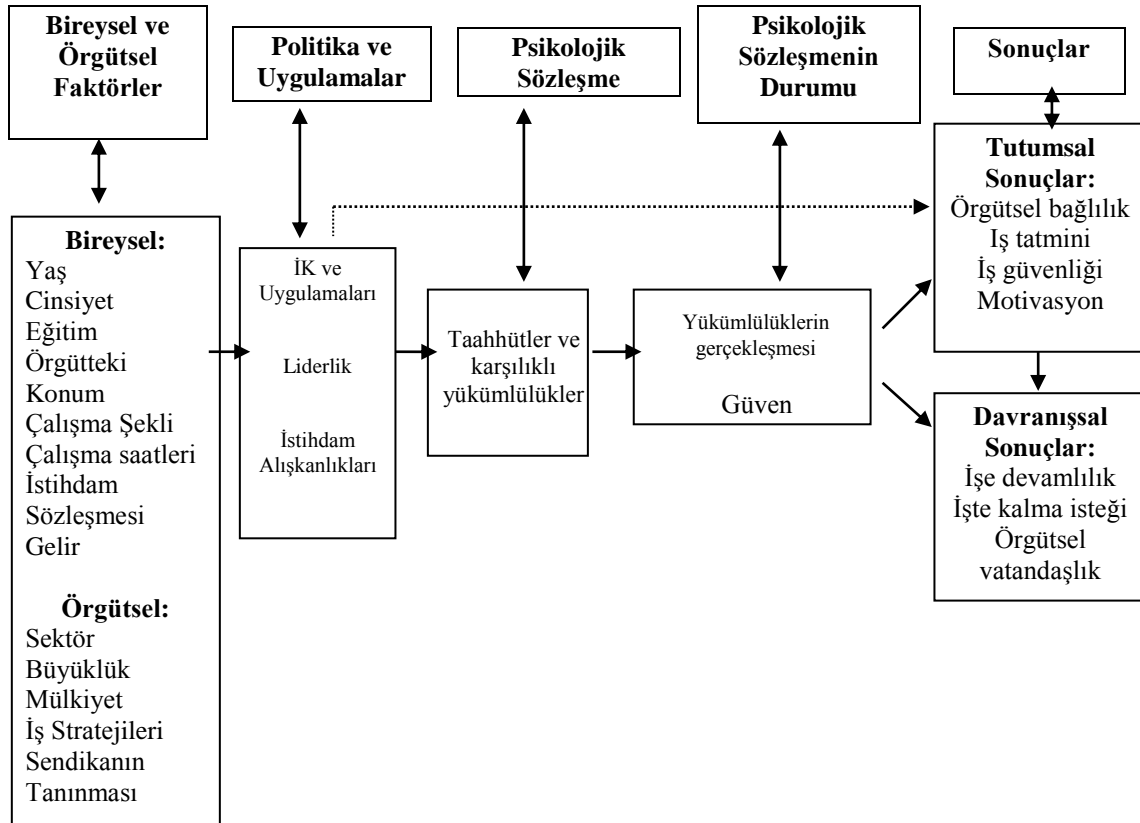 Bireysel ve
Örgütsel
Faktörler
Politika ve
Uygulamalar
Psikolojik
Sözleşme
Psikolojik
Sözleşmenin
Durumu
Sonuçlar
Bireysel:
Yaş
Cinsiyet
Eğitim
Örgütteki
Konum
Çalışma Şekli
Çalışma saatleri
İstihdam
Sözleşmesi
Gelir
Örgütsel:
Sektör
Büyüklük
Mülkiyet
İş Stratejileri
Sendikanın
Tanınması
İK ve
Uygulamaları
Liderlik
İstihdam
Alışkanlıkları
Taahhütler ve
karşılıklı
yükümlülükler
Yükümlülüklerin
gerçekleşmesi
Güven
Tutumsal
Sonuçlar:
Örgütsel bağlılık
Iş tatmini
İş güvenliği
Motivasyon
Davranışsal
Sonuçlar:
İşe devamlılık
İşte kalma isteği
Örgütsel
vatandaşlık